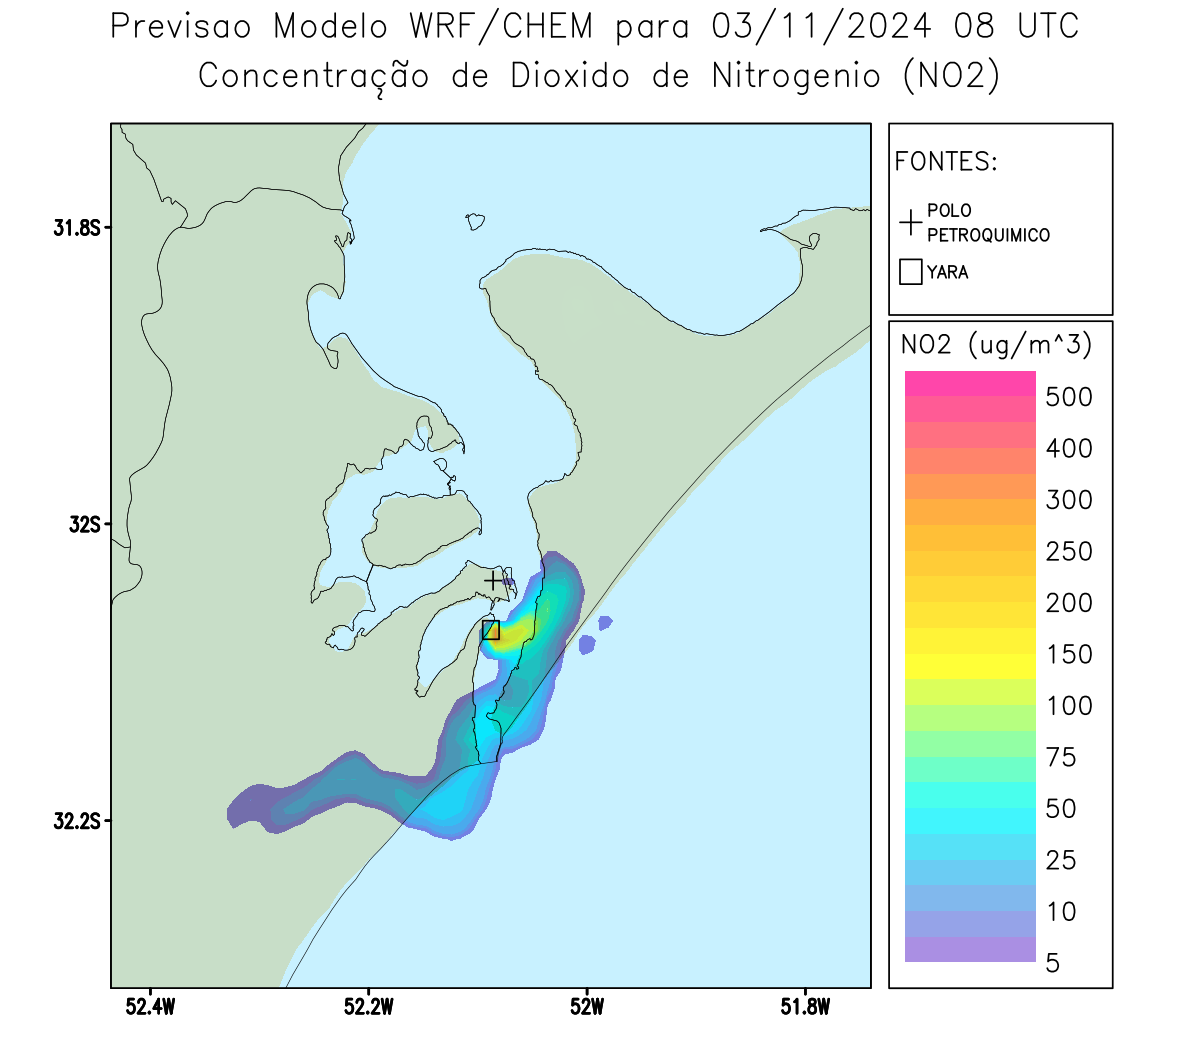 Previsao Modelo WRF/CHEM para 03/11/2024 08 UTC
Concentração de Dioxido de Nitrogenio (NO2)
FONTES:
POLO
PETROQUIMICO
YARA
NO2 (ug/m^3)
500
400
300
250
200
150
100
75
50
25
10
5
31.8S
32S
32.2S
52.4W
52.2W
52W
51.8W